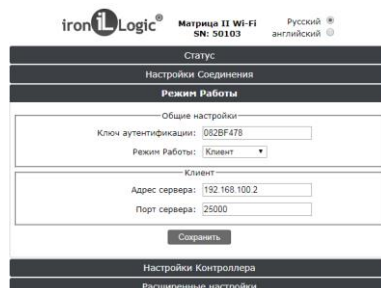 iron iL Logic®
Матрица II Wi-Fi
SN: 50103
Русский
английский
Статус
Настройки Соединения
Режим Работы
Общие настройки
Ключ аутентификации: 082BF478
Режим Работы: Клиент
Клиент
Адрес сервера: 192.168.100.2
Порт сервера: 25000
Сохранить
Настройки Контроллера
Расширенные настройки